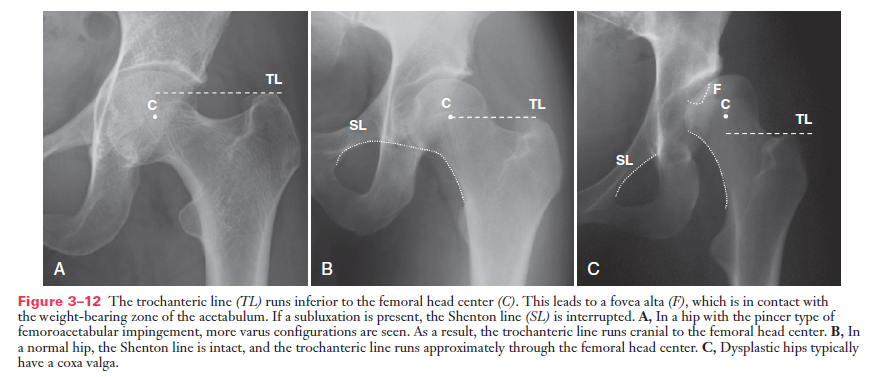 TL
C
A
C
TL
SL
B
F
C
TL
SL
C
Figure 3–12 The trochanteric line (TL) runs inferior to the femoral head center (C). This leads to a fovea alta (F), which is in contact with
the weight-bearing zone of the acetabulum. If a subluxation is present, the Shenton line (SL) is interrupted. A, In a hip with the pincer type of
femoroacetabular impingement, more varus configurations are seen. As a result, the trochanteric line runs cranial to the femoral head center. B, In
a normal hip, the Shenton line is intact, and the trochanteric line runs approximately through the femoral head center. C, Dysplastic hips typically
have a coxa valga.